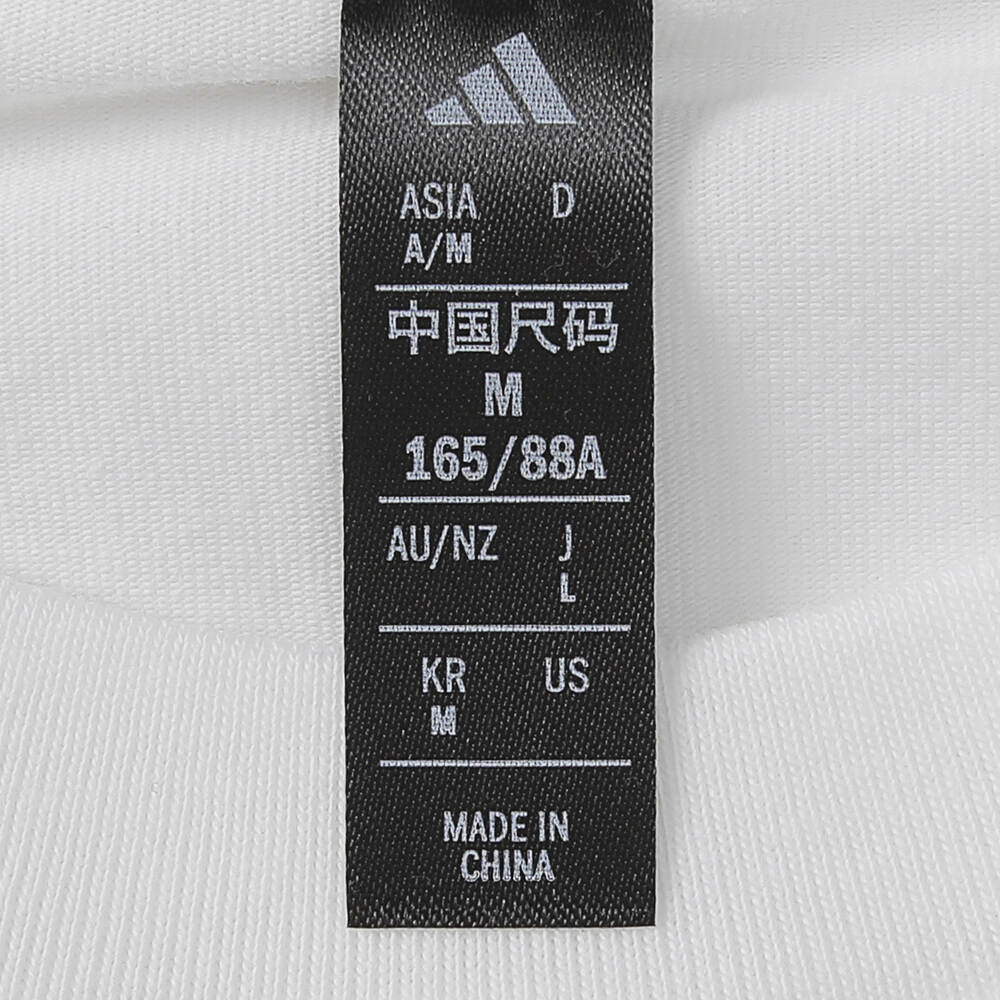 ASIA D
A/M
中国尺码
M
165/88A
AU/NZ J
L
KR US
M
MADE IN
CHINA